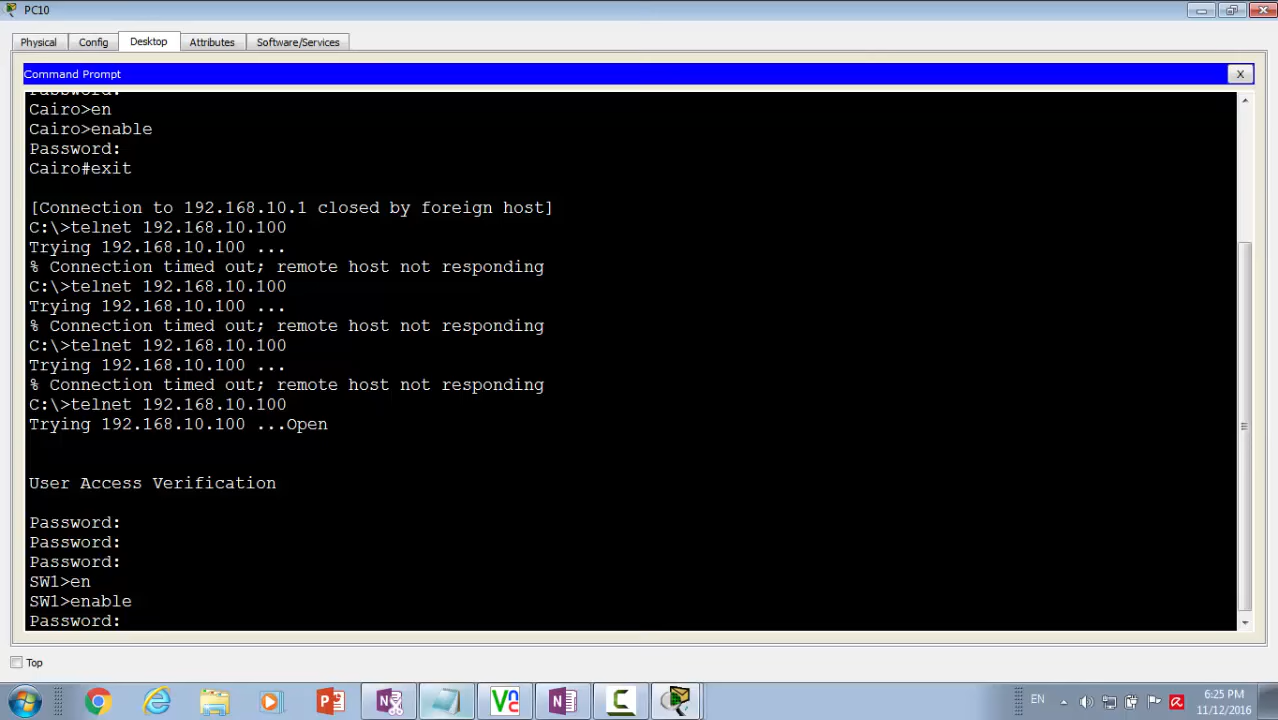 PC10
Physical Config Desktop Attributes Software/Services
Command Prompt X
Password:
Cairo>en
Cairo>enable
Password:
Cairo#exit
[Connection to 192.168.10.1 closed by foreign host]
C:\>telnet 192.168.10.100
Trying 192.168.10.100 ...
% Connection timed out; remote host not responding
C:\>telnet 192.168.10.100
Trying 192.168.10.100 ...
% Connection timed out; remote host not responding
C:\>telnet 192.168.10.100
Trying 192.168.10.100 ...
% Connection timed out; remote host not responding
C:\>telnet 192.168.10.100
Trying 192.168.10.100 ...Open
User Access Verification
Password:
Password:
Password:
SW1>en
SW1>enable
Password:
Top
EN
6:25 PM
11/12/2016